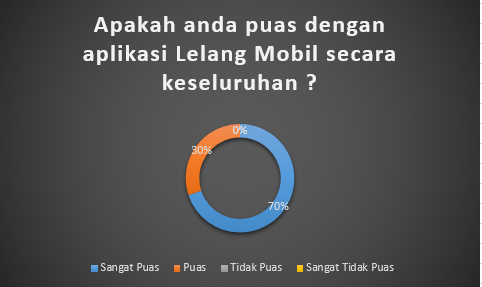 Apakah anda puas dengan
aplikasi Lelang Mobil secara
keseluruhan ?
0%
30%
70%
Sangat Puas Puas Tidak Puas Sangat Tidak Puas